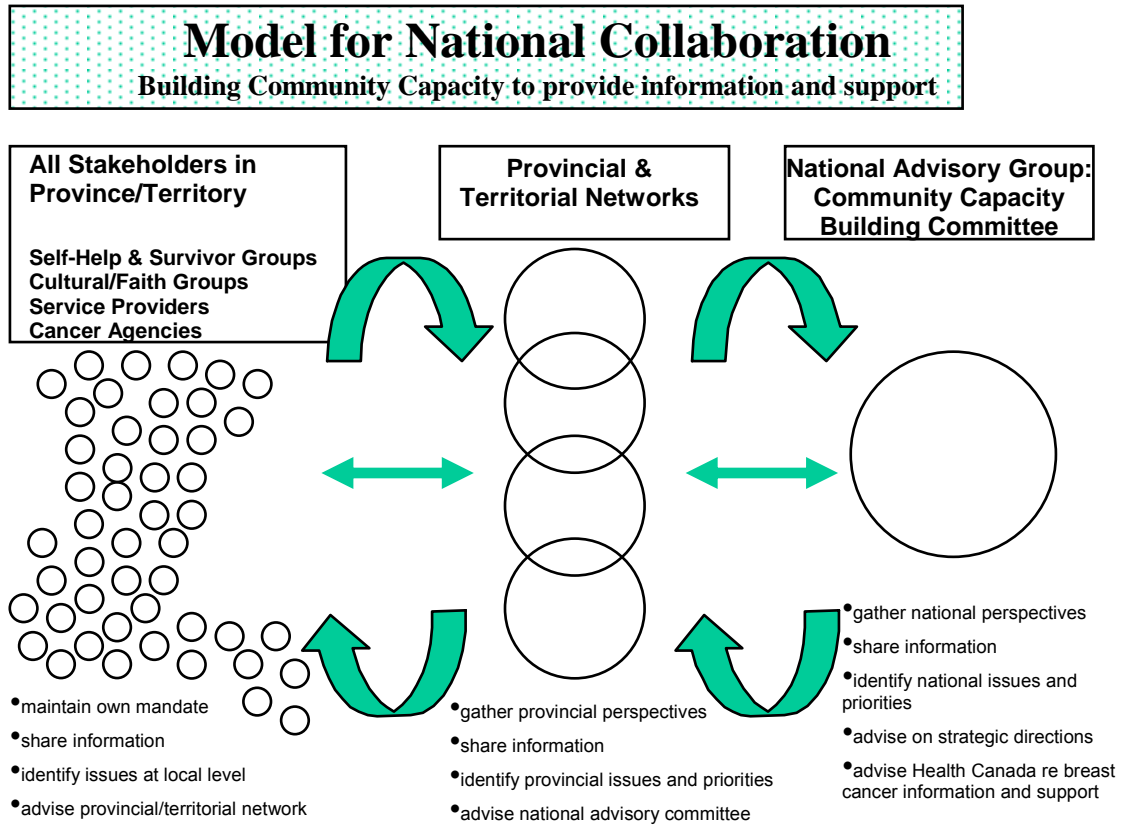 Model for National Collaboration
Building Community Capacity to provide information and support
All Stakeholders in
Province/Territory
Self-Help & Survivor Groups
Cultural/Faith Groups
Service Providers
Cancer Agencies
•maintain own mandate
•share information
•identify issues at local level
•advise provincial/territorial network
Provincial &
Territorial Networks
•gather provincial perspectives
•share information
•identify provincial issues and priorities
•advise national advisory committee
National Advisory Group:
Community Capacity
Building Committee
•gather national perspectives
•share information
•identify national issues and
priorities
•advise on strategic directions
•advise Health Canada re breast
cancer information and support